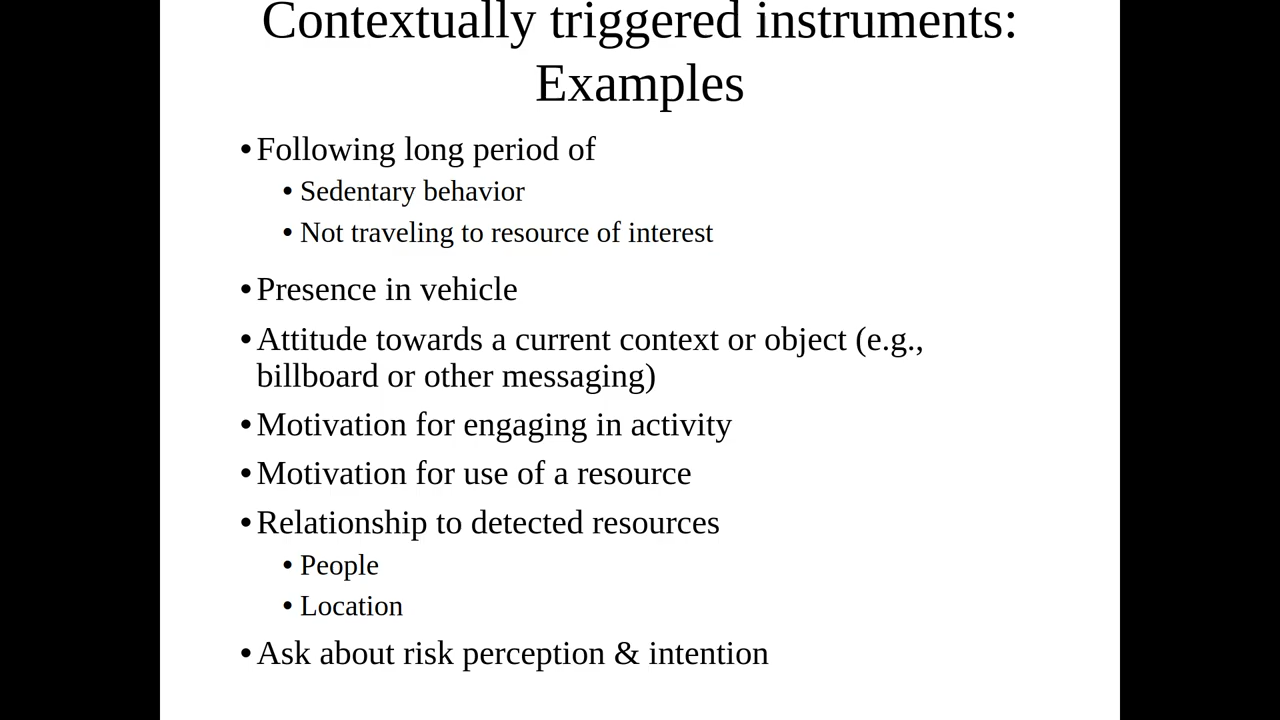 Contextually triggered instruments:
Examples
•Following long period of
• Sedentary behavior
• Not traveling to resource of interest
•Presence in vehicle
•Attitude towards a current context or object (e.g.,
billboard or other messaging)
•Motivation for engaging in activity
•Motivation for use of a resource
•Relationship to detected resources
• People
• Location
•Ask about risk perception & intention